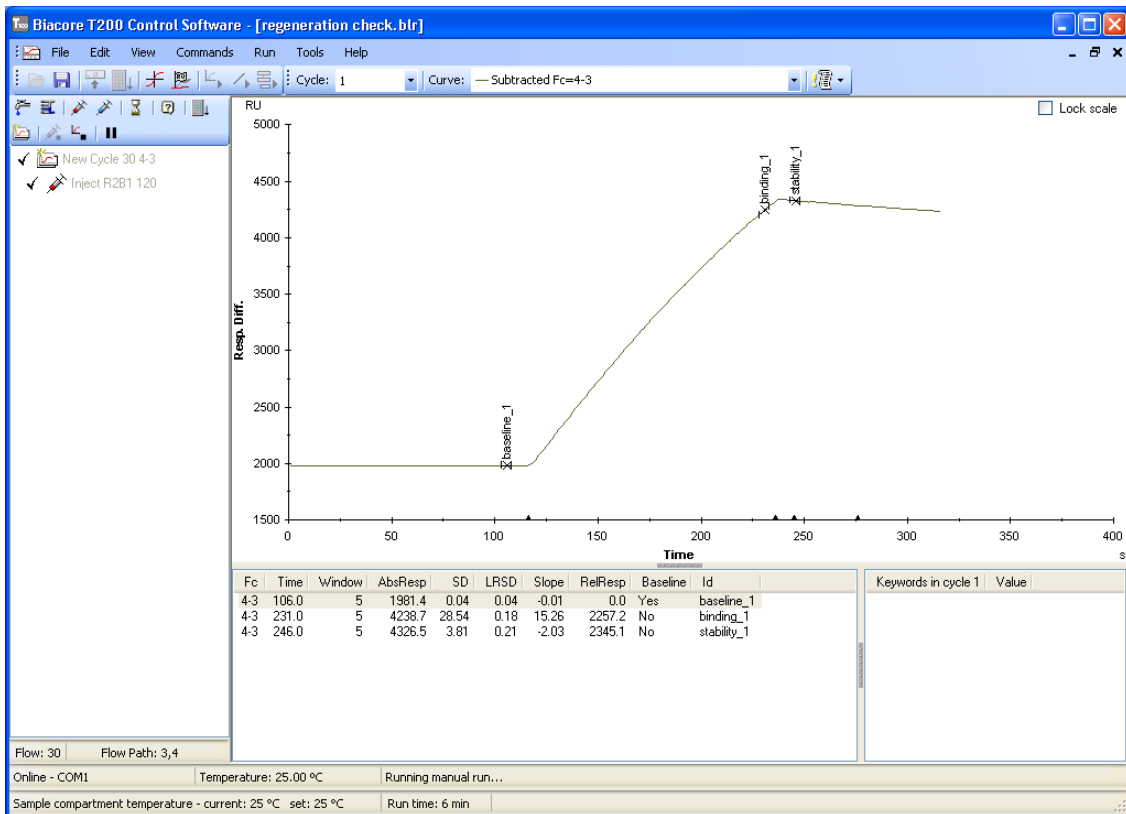 T200 Biacore T200 Control Software - [regeneration check.blr]
File Edit View Commands Run Tools Help
Cycle: 1 Curve: — Subtracted Fc=4-3
New Cycle 30 4-3
Inject R2B1 120
RU
Lock scale
5000
4500
4000
3500
3000
2500
2000
1500
Resp. Diff.
baseline_1
binding_1
stability_1
0 50 100 150 200 250 300 350 400
Time s
Fc Time Window AbsResp SD LRSD Slope RelResp Baseline Id
4-3 106.0 5 1981.4 0.04 0.04 -0.01 0.0 Yes baseline_1
4-3 231.0 5 4238.7 28.54 0.18 15.26 2257.2 No binding_1
4-3 246.0 5 4326.5 3.81 0.21 -2.03 2345.1 No stability_1
Keywords in cycle 1 Value
Flow: 30 Flow Path: 3,4
Online - COM1 Temperature: 25.00 ºC Running manual run...
Sample compartment temperature - current: 25 ºC set: 25 ºC Run time: 6 min